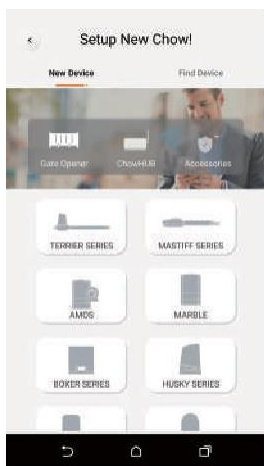 Setup New Chow!
New Device Find Device
Gate Opener ChowHUB Accessories
TERRIER SERIES MASTIFF SERIES
AMDS MARBLE
BOXER SERIES HUSKY SERIES